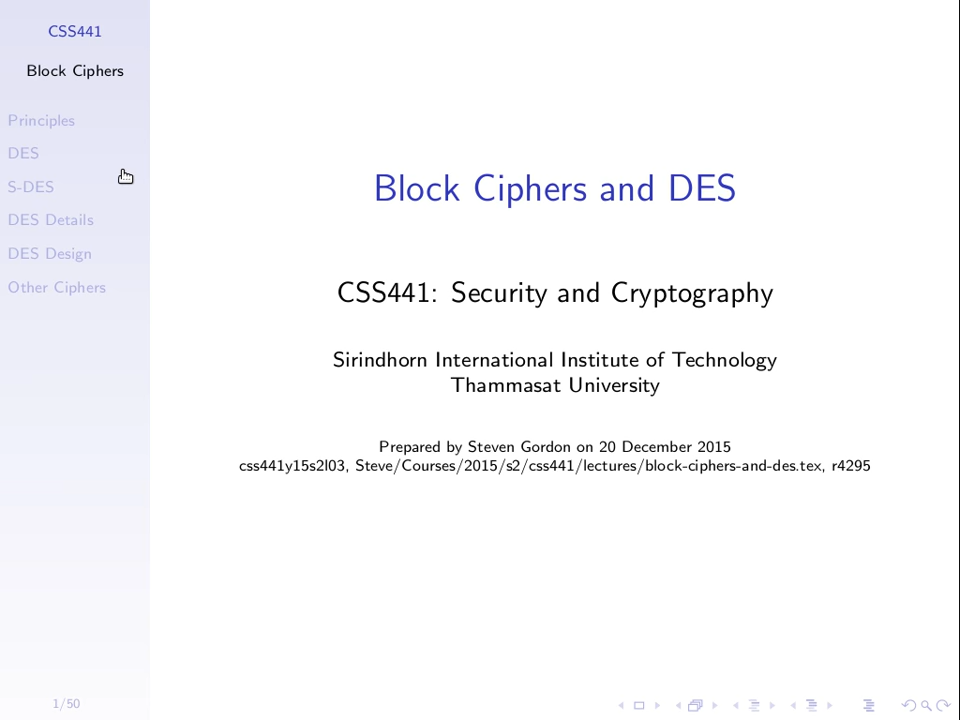 CSS441
Block Ciphers
Principles
DES
S-DES
DES Details
DES Design
Other Ciphers
1/50
Block Ciphers and DES
CSS441: Security and Cryptography
Sirindhorn International Institute of Technology
Thammasat University
Prepared by Steven Gordon on 20 December 2015
css441y15s2l03, Steve/Courses/2015/s2/css441/lectures/block-ciphers-and-des.tex, r4295